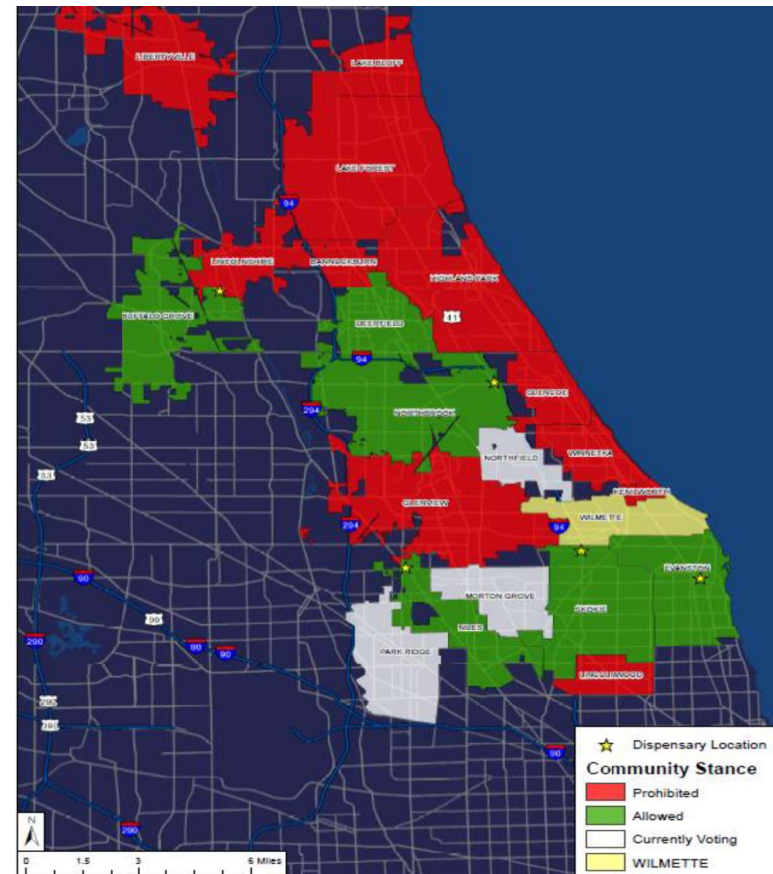 LIBERTYVILLE
LAKE BLUFF
LAKE FOREST
94
LINCOLNSHIRE
BANNOCKBURN
HIGHLAND PARK
41
BUFFALO GROVE
DEERFIELD
94
GLENCOE
294
NORTHBROOK
53
53
53
WINNETKA
NORTHFIELD
KENILWORTH
GLENVIEW
WILMETTE
294
94
EVANSTON
90
MORTON GROVE
SKOKIE
90
NILES
290
90
90
PARK RIDGE
LINCOLNWOOD
290
390
90
290
Dispensary Location
Community Stance
Prohibited
Allowed
Currently Voting
WILMETTE
N
0 1.5 3 6 Miles